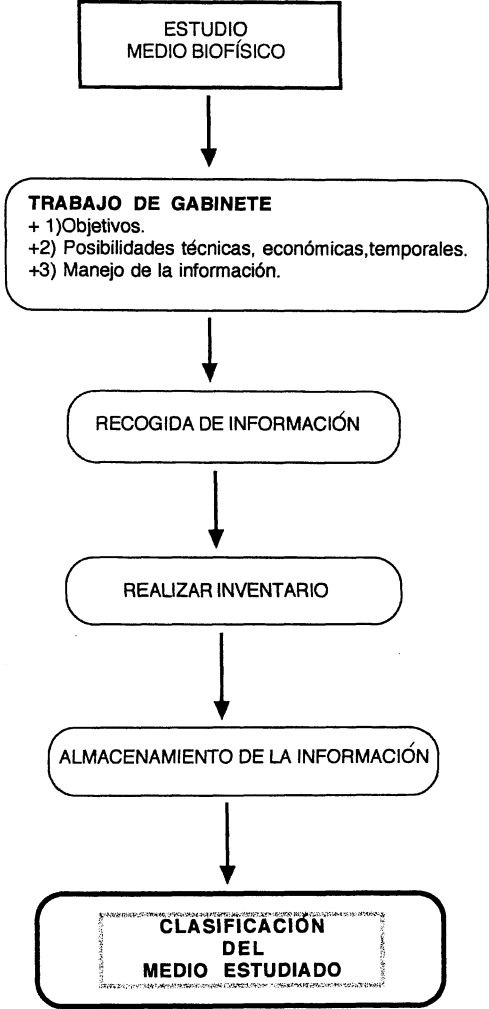 ESTUDIO
MEDIO BIOFÍSICO
TRABAJO DE GABINETE
+ 1)Objetivos.
+2) Posibilidades técnicas, económicas,temporales.
+3) Manejo de la información.
RECOGIDA DE INFORMACIÓN
REALIZAR INVENTARIO
ALMACENAMIENTO DE LA INFORMACIÓN
CLASIFICACIÓN
DEL
MEDIO ESTUDIADO